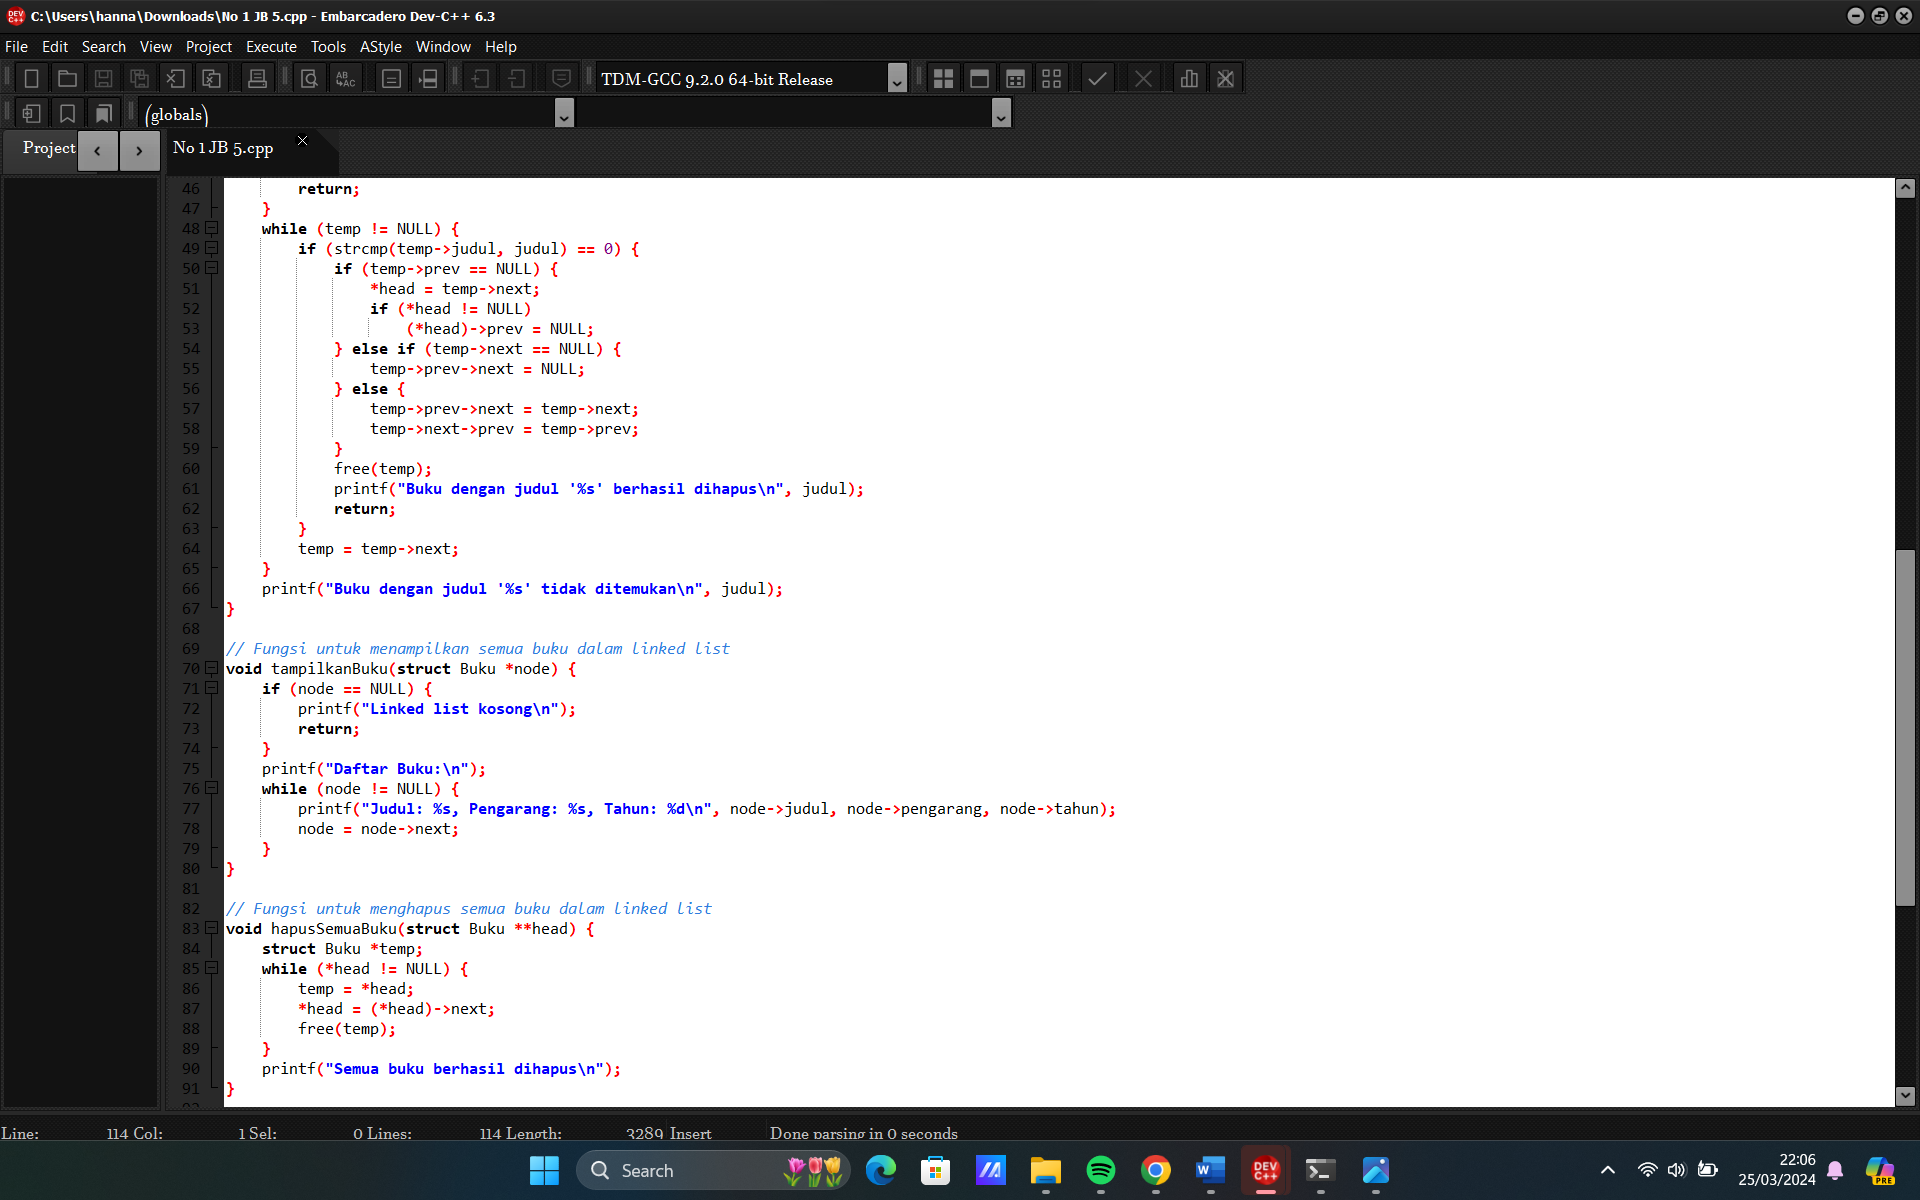 C:\Users\hanna\Downloads\No 1 JB 5.cpp - Embarcadero Dev-C++ 6.3
File Edit Search View Project Execute Tools AStyle Window Help
TDM-GCC 9.2.0 64-bit Release
(globals)
Project
No 1 JB 5.cpp
46 return;
47 }
48 while (temp != NULL) {
49 if (strcmp(temp->judul, judul) == 0) {
50 if (temp->prev == NULL) {
51 *head = temp->next;
52 if (*head != NULL)
53 (*head)->prev = NULL;
54 } else if (temp->next == NULL) {
55 temp->prev->next = NULL;
56 } else {
57 temp->prev->next = temp->next;
58 temp->next->prev = temp->prev;
59 }
60 free(temp);
61 printf("Buku dengan judul '%s' berhasil dihapus\n", judul);
62 return;
63 }
64 temp = temp->next;
65 }
66 printf("Buku dengan judul '%s' tidak ditemukan\n", judul);
67 }
68
69 // Fungsi untuk menampilkan semua buku dalam linked list
70 void tampilkanBuku(struct Buku *node) {
71 if (node == NULL) {
72 printf("Linked list kosong\n");
73 return;
74 }
75 printf("Daftar Buku:\n");
76 while (node != NULL) {
77 printf("Judul: %s, Pengarang: %s, Tahun: %d\n", node->judul, node->pengarang, node->tahun);
78 node = node->next;
79 }
80 }
81
82 // Fungsi untuk menghapus semua buku dalam linked list
83 void hapusSemuaBuku(struct Buku **head) {
84 struct Buku *temp;
85 while (*head != NULL) {
86 temp = *head;
87 *head = (*head)->next;
88 free(temp);
89 }
90 printf("Semua buku berhasil dihapus\n");
91 }
Line: 114 Col: 1 Sel: 0 Lines: 114 Length: 3289 Insert Done parsing in 0 seconds
Search
22:06
25/03/2024